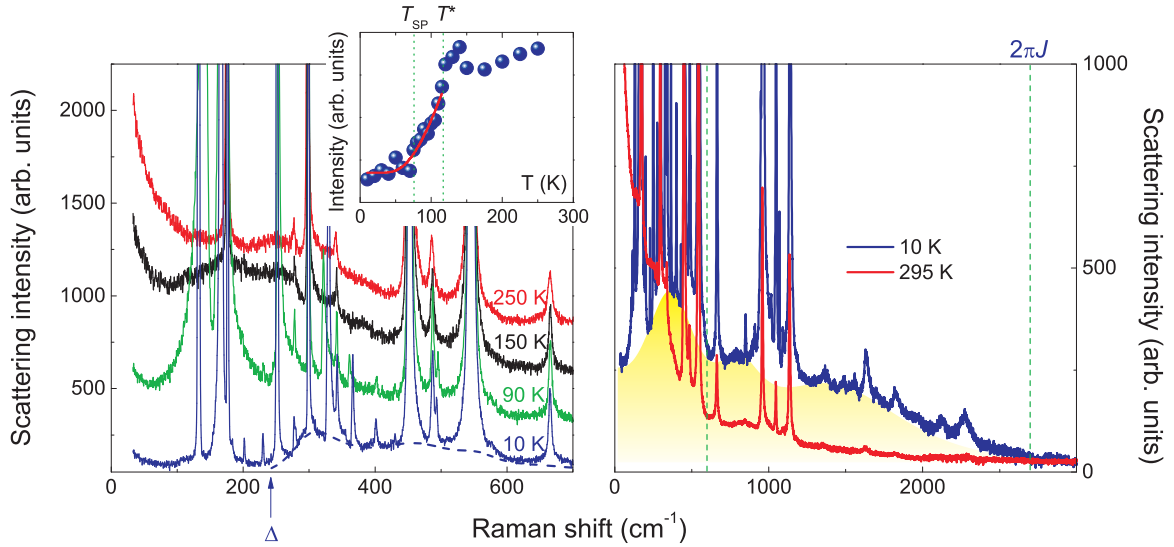 T_SP T*
Intensity (arb. units)
T (K)
0 100 200 300
Scattering intensity (arb. units)
2000
1500
1000
500
250 K
150 K
90 K
10 K
0 200 400 600
Δ
2πJ
10 K
295 K
1000
500
0
Scattering intensity (arb. units)
0 1000 2000
Raman shift (cm⁻¹)